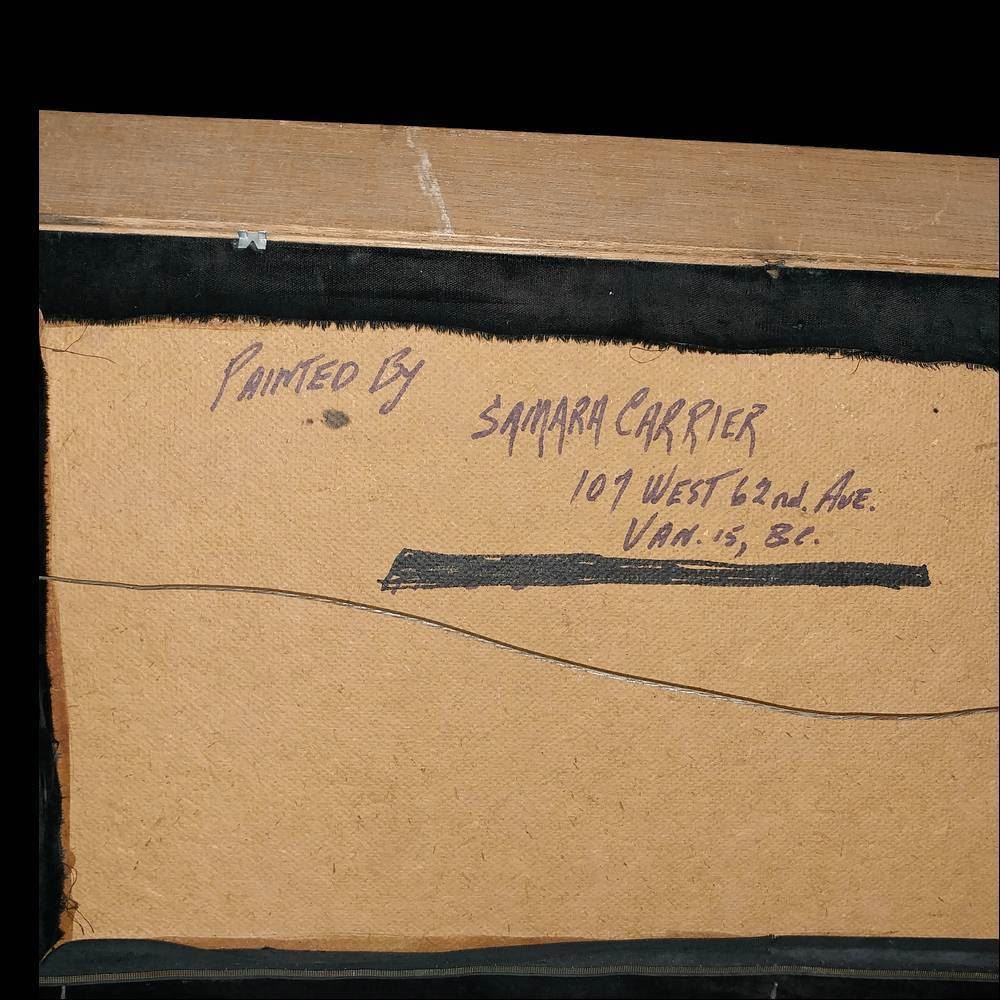 PAINTED By
SAMARA CARRIER
107 WEST 62nd. AVE.
VAN. 15, BC.